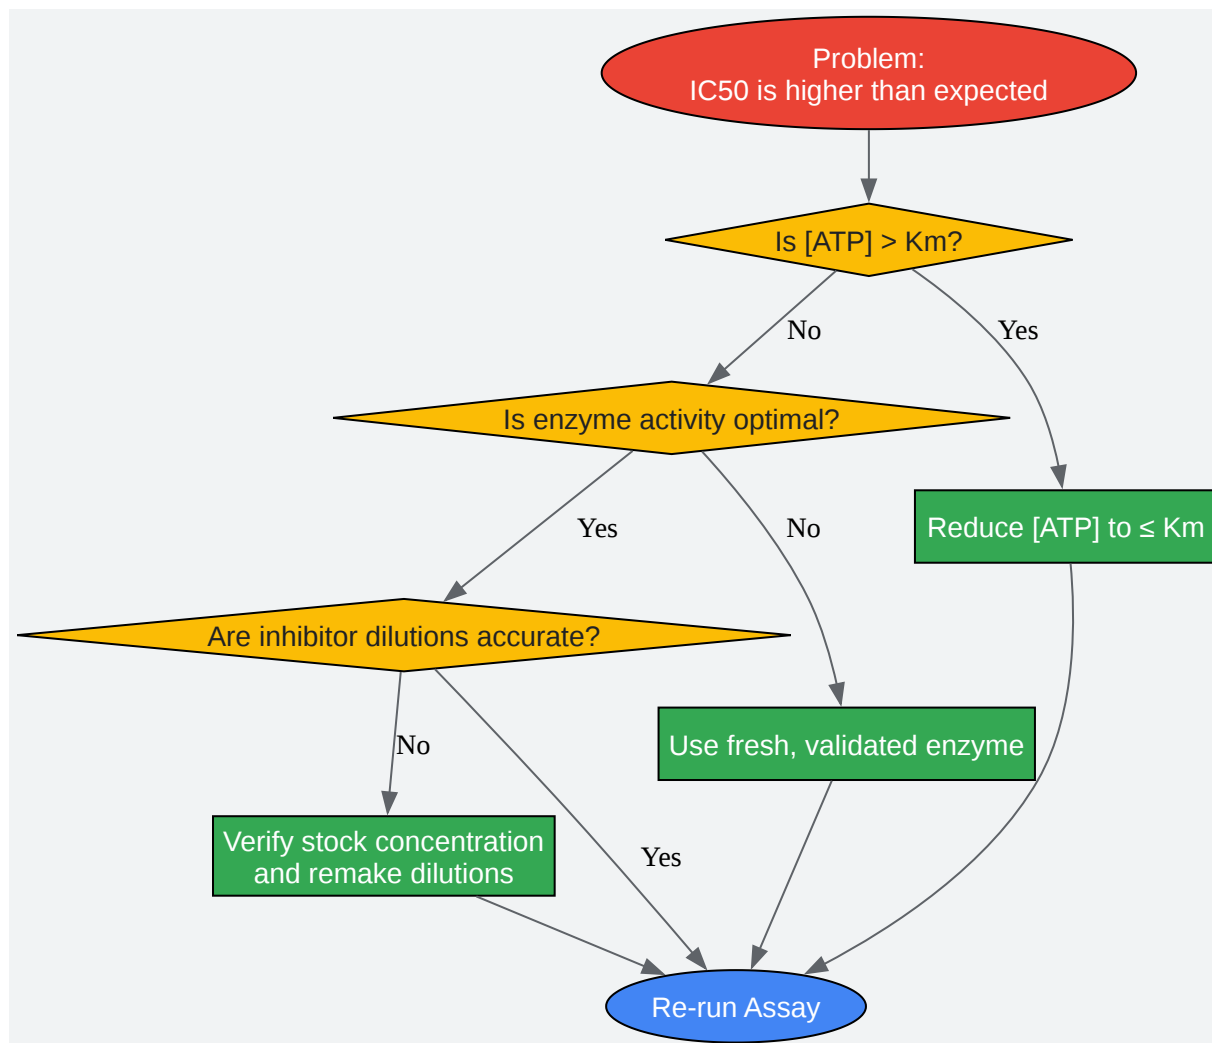 Problem:
IC50 is higher than expected
Is [ATP] > Km?
No
Yes
Is enzyme activity optimal?
Yes
No
Reduce [ATP] to ≤ Km
Are inhibitor dilutions accurate?
No
Use fresh, validated enzyme
Verify stock concentration
and remake dilutions
Yes
Re-run Assay